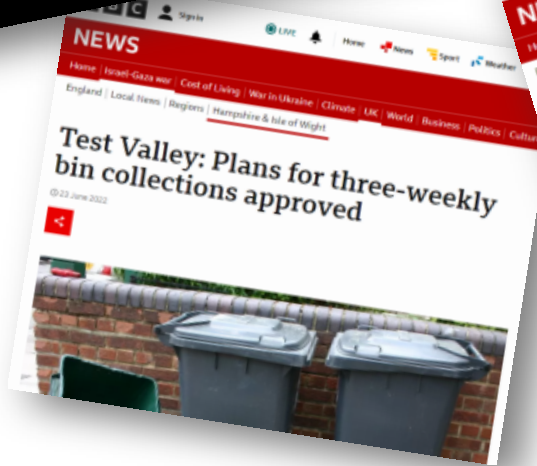 B C
Sign in
LIVE
Home
News
Sport
Weather
NEWS
Home
Israel-Gaza war
Cost of Living
War in Ukraine
Climate
UK
World
Business
Politics
England
Local News
Regions
Hampshire & Isle of Wight
Test Valley: Plans for three-weekly
bin collections approved
23 June 2022